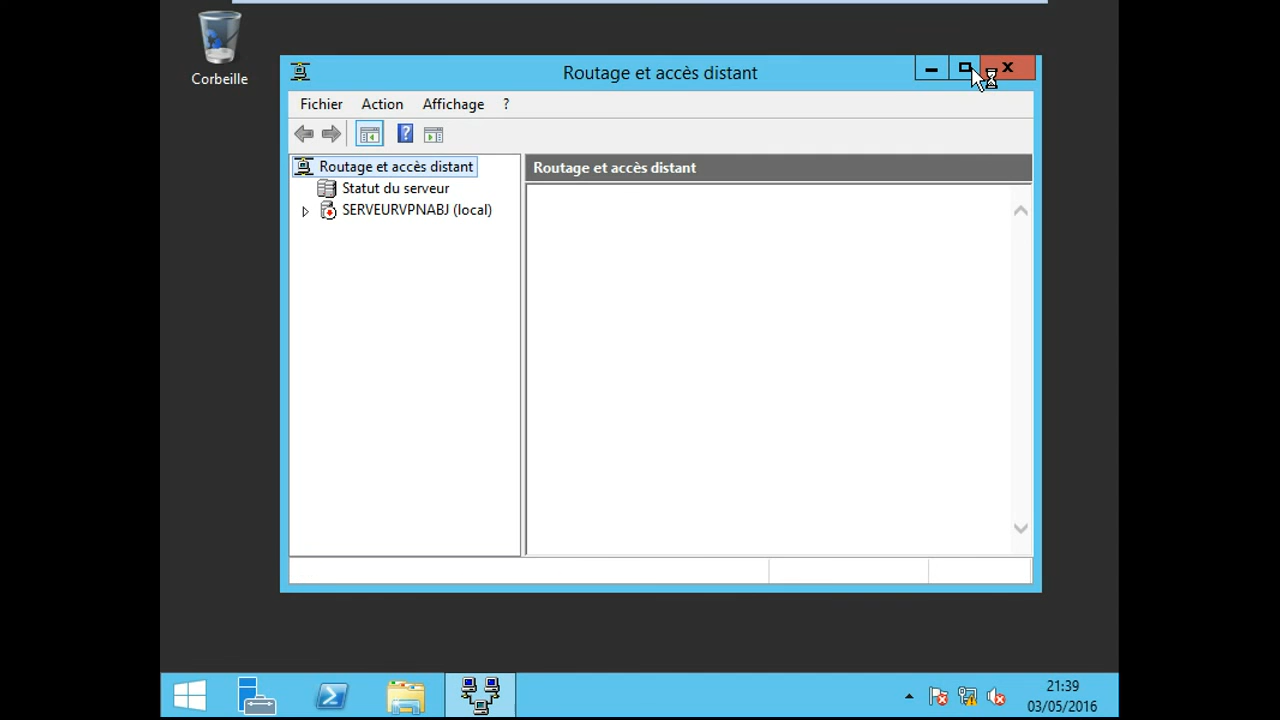 Corbeille
Routage et accès distant
Fichier Action Affichage ?
Routage et accès distant
Statut du serveur
SERVEURVPNABJ (local)
Routage et accès distant
21:39
03/05/2016